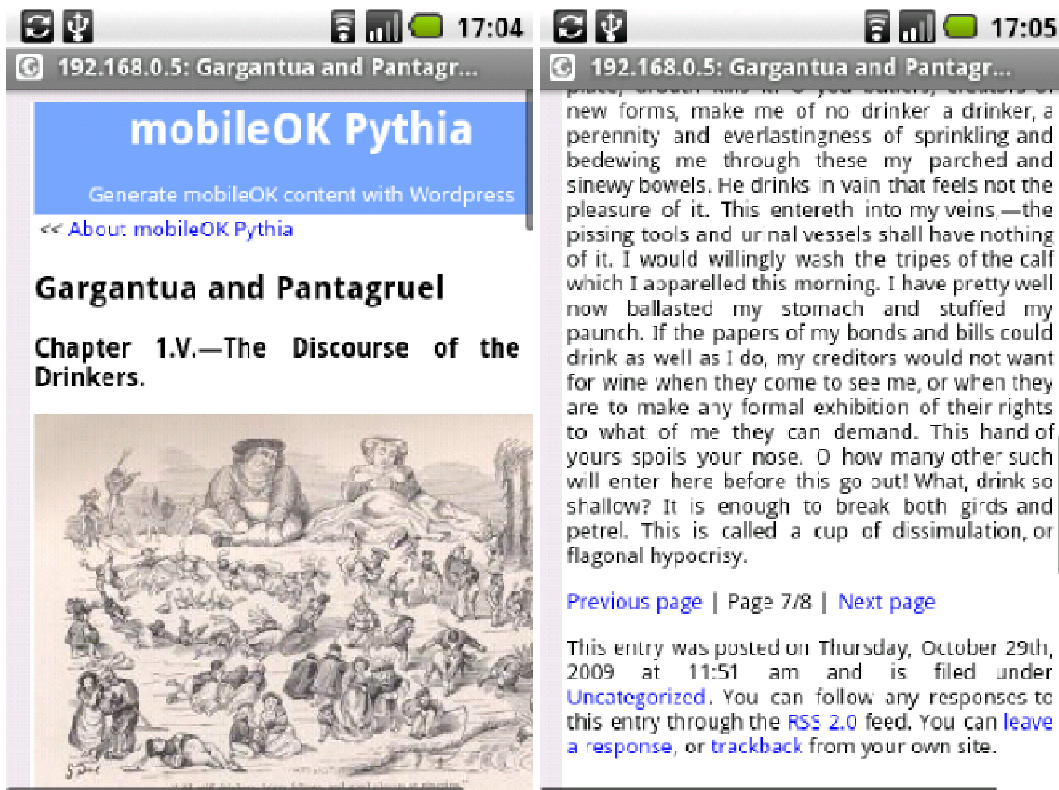 17:04
192.168.0.5: Gargantua and Pantagr...
mobileOK Pythia
Generate mobileOK content with Wordpress
<< About mobileOK Pythia
Gargantua and Pantagruel
Chapter 1.V.—The Discourse of the
Drinkers.
17:05
192.168.0.5: Gargantua and Pantagr...
new forms, make me of no drinker a drinker, a
perennity and everlastingness of sprinkling and
bedewing me through these my parched and
sinewy bowels. He drinks in vain that feels not the
pleasure of it. This entereth into my veins,—the
pissing tools and urinal vessels shall have nothing
of it. I would willingly wash the tripes of the calf
which I apparelled this morning. I have pretty well
now ballasted my stomach and stuffed my
paunch. If the papers of my bonds and bills could
drink as well as I do, my creditors would not want
for wine when they come to see me, or when they
are to make any formal exhibition of their rights
to what of me they can demand. This hand of
yours spoils your nose. O how many other such
will enter here before this go out! What, drink so
shallow? It is enough to break both girds and
petrel. This is called a cup of dissimulation, or
flagonal hypocrisy.
Previous page | Page 7/8 | Next page
This entry was posted on Thursday, October 29th,
2009 at 11:51 am and is filed under
Uncategorized. You can follow any responses to
this entry through the RSS 2.0 feed. You can leave
a response, or trackback from your own site.